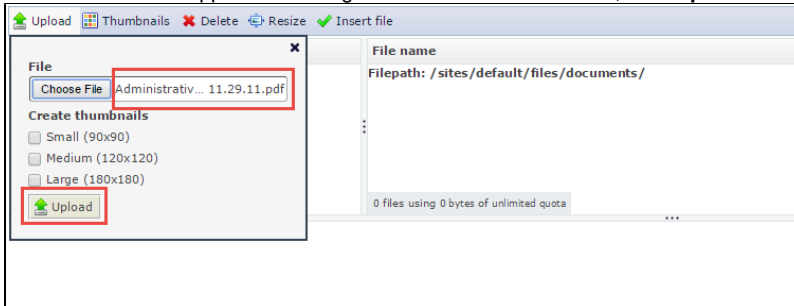 Upload Thumbnails Delete Resize Insert file
File name
File
Filepath: /sites/default/files/documents/
Choose File Administrativ... 11.29.11.pdf
Create thumbnails
Small (90x90)
Medium (120x120)
Large (180x180)
Upload
0 files using 0 bytes of unlimited quota